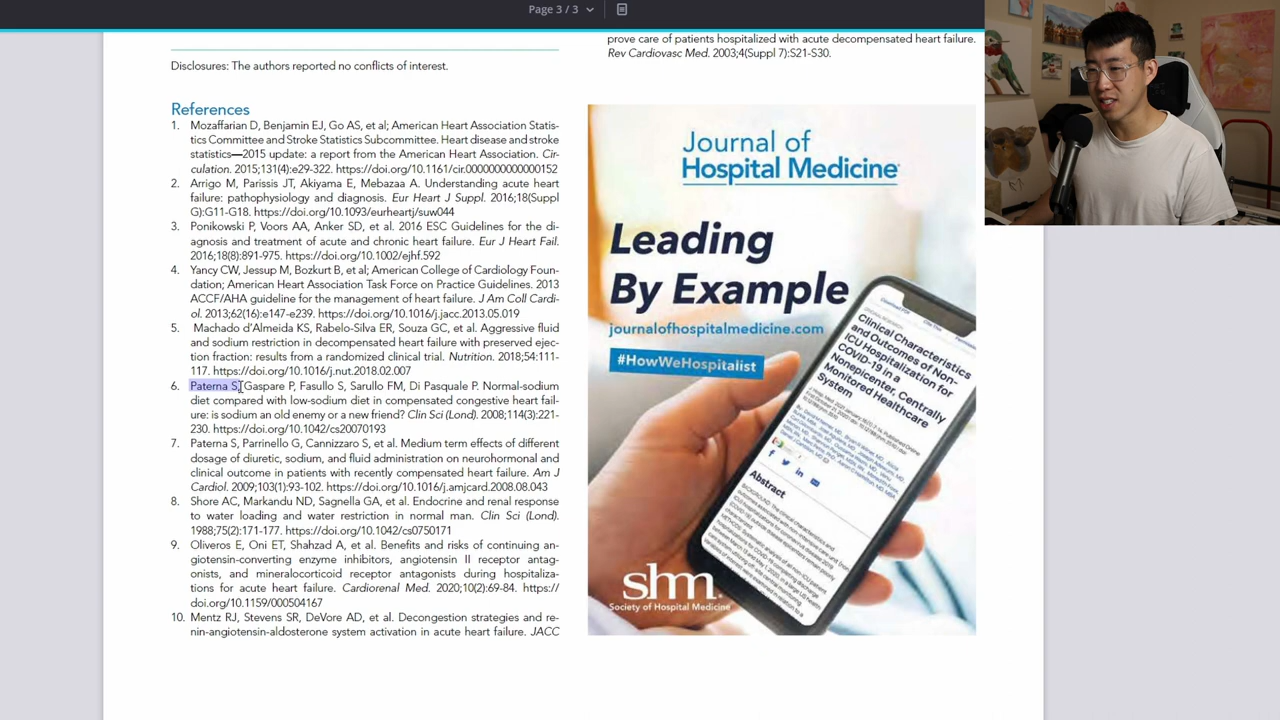 Page 3 / 3
prove care of patients hospitalized with acute decompensated heart failure.
Rev Cardiovasc Med. 2003;4(Suppl 7):S21-S30.
Disclosures: The authors reported no conflicts of interest.
References
1. Mozaffarian D, Benjamin EJ, Go AS, et al; American Heart Association Statis-
tics Committee and Stroke Statistics Subcommittee. Heart disease and stroke
statistics—2015 update: a report from the American Heart Association. Cir-
culation. 2015;131(4):e29-322. https://doi.org/10.1161/cir.0000000000000152
2. Arrigo M, Parissis JT, Akiyama E, Mebazaa A. Understanding acute heart
failure: pathophysiology and diagnosis. Eur Heart J Suppl. 2016;18(Suppl
G):G11-G18. https://doi.org/10.1093/eurheartj/suw044
3. Ponikowski P, Voors AA, Anker SD, et al. 2016 ESC Guidelines for the di-
agnosis and treatment of acute and chronic heart failure. Eur J Heart Fail.
2016;18(8):891-975. https://doi.org/10.1002/ejhf.592
4. Yancy CW, Jessup M, Bozkurt B, et al; American College of Cardiology Foun-
dation; American Heart Association Task Force on Practice Guidelines. 2013
ACCF/AHA guideline for the management of heart failure. J Am Coll Cardi-
ol. 2013;62(16):e147-e239. https://doi.org/10.1016/j.jacc.2013.05.019
5. Machado d'Almeida KS, Rabelo-Silva ER, Souza GC, et al. Aggressive fluid
and sodium restriction in decompensated heart failure with preserved ejec-
tion fraction: results from a randomized clinical trial. Nutrition. 2018;54:111-
117. https://doi.org/10.1016/j.nut.2018.02.007
6. Paterna S, Gaspare P, Fasullo S, Sarullo FM, Di Pasquale P. Normal-sodium
diet compared with low-sodium diet in compensated congestive heart fail-
ure: is sodium an old enemy or a new friend? Clin Sci (Lond). 2008;114(3):221-
230. https://doi.org/10.1042/cs20070193
7. Paterna S, Parrinello G, Cannizzaro S, et al. Medium term effects of different
dosage of diuretic, sodium, and fluid administration on neurohormonal and
clinical outcome in patients with recently compensated heart failure. Am J
Cardiol. 2009;103(1):93-102. https://doi.org/10.1016/j.amjcard.2008.08.043
8. Shore AC, Markandu ND, Sagnella GA, et al. Endocrine and renal response
to water loading and water restriction in normal man. Clin Sci (Lond).
1988;75(2):171-177. https://doi.org/10.1042/cs0750171
9. Oliveros E, Oni ET, Shahzad A, et al. Benefits and risks of continuing an-
giotensin-converting enzyme inhibitors, angiotensin II receptor antag-
onists, and mineralocorticoid receptor antagonists during hospitaliza-
tions for acute heart failure. Cardiorenal Med. 2020;10(2):69-84. https://
doi.org/10.1159/000504167
10. Mentz RJ, Stevens SR, DeVore AD, et al. Decongestion strategies and re-
nin-angiotensin-aldosterone system activation in acute heart failure. JACC
Journal of
Hospital Medicine
Leading
By Example
journalofhospitalmedicine.com
#HowWeHospitalist
Clinical Characteristics
and Outcomes of Non-
ICU Hospitalization for
COVID-19 in a
Nonepicenter, Centrally
Monitored Healthcare
System
Abstract
shm.
Society of Hospital Medicine